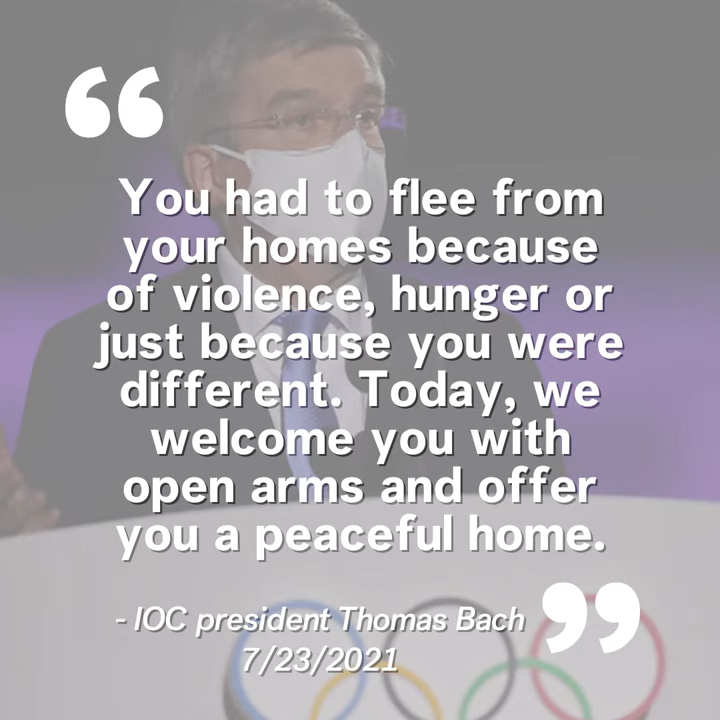 “
You had to flee from
your homes because
of violence, hunger or
just because you were
different. Today, we
welcome you with
open arms and offer
you a peaceful home.
”
- IOC president Thomas Bach
7/23/2021